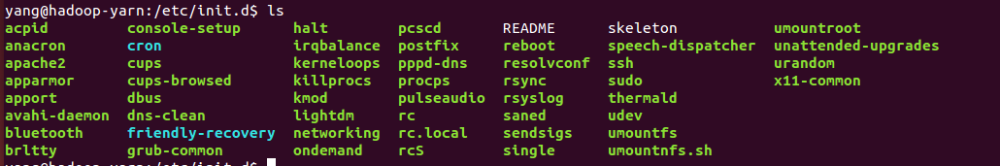 yang@hadoop-yarn:/etc/init.d$ ls
acpid console-setup halt pcscd README skeleton umountroot
anacron cron irqbalance postfix reboot speech-dispatcher unattended-upgrades
apache2 cups kerneloops pppd-dns resolvconf ssh urandom
apparmor cups-browsed killprocs procps rsync sudo x11-common
apport dbus kmod pulseaudio rsyslog thermald
avahi-daemon dns-clean lightdm rc saned udev
bluetooth friendly-recovery networking rc.local sendsigs umountfs
brltty grub-common ondemand rcS single umountnfs.sh
yang@hadoop-yarn:/etc/init.d$